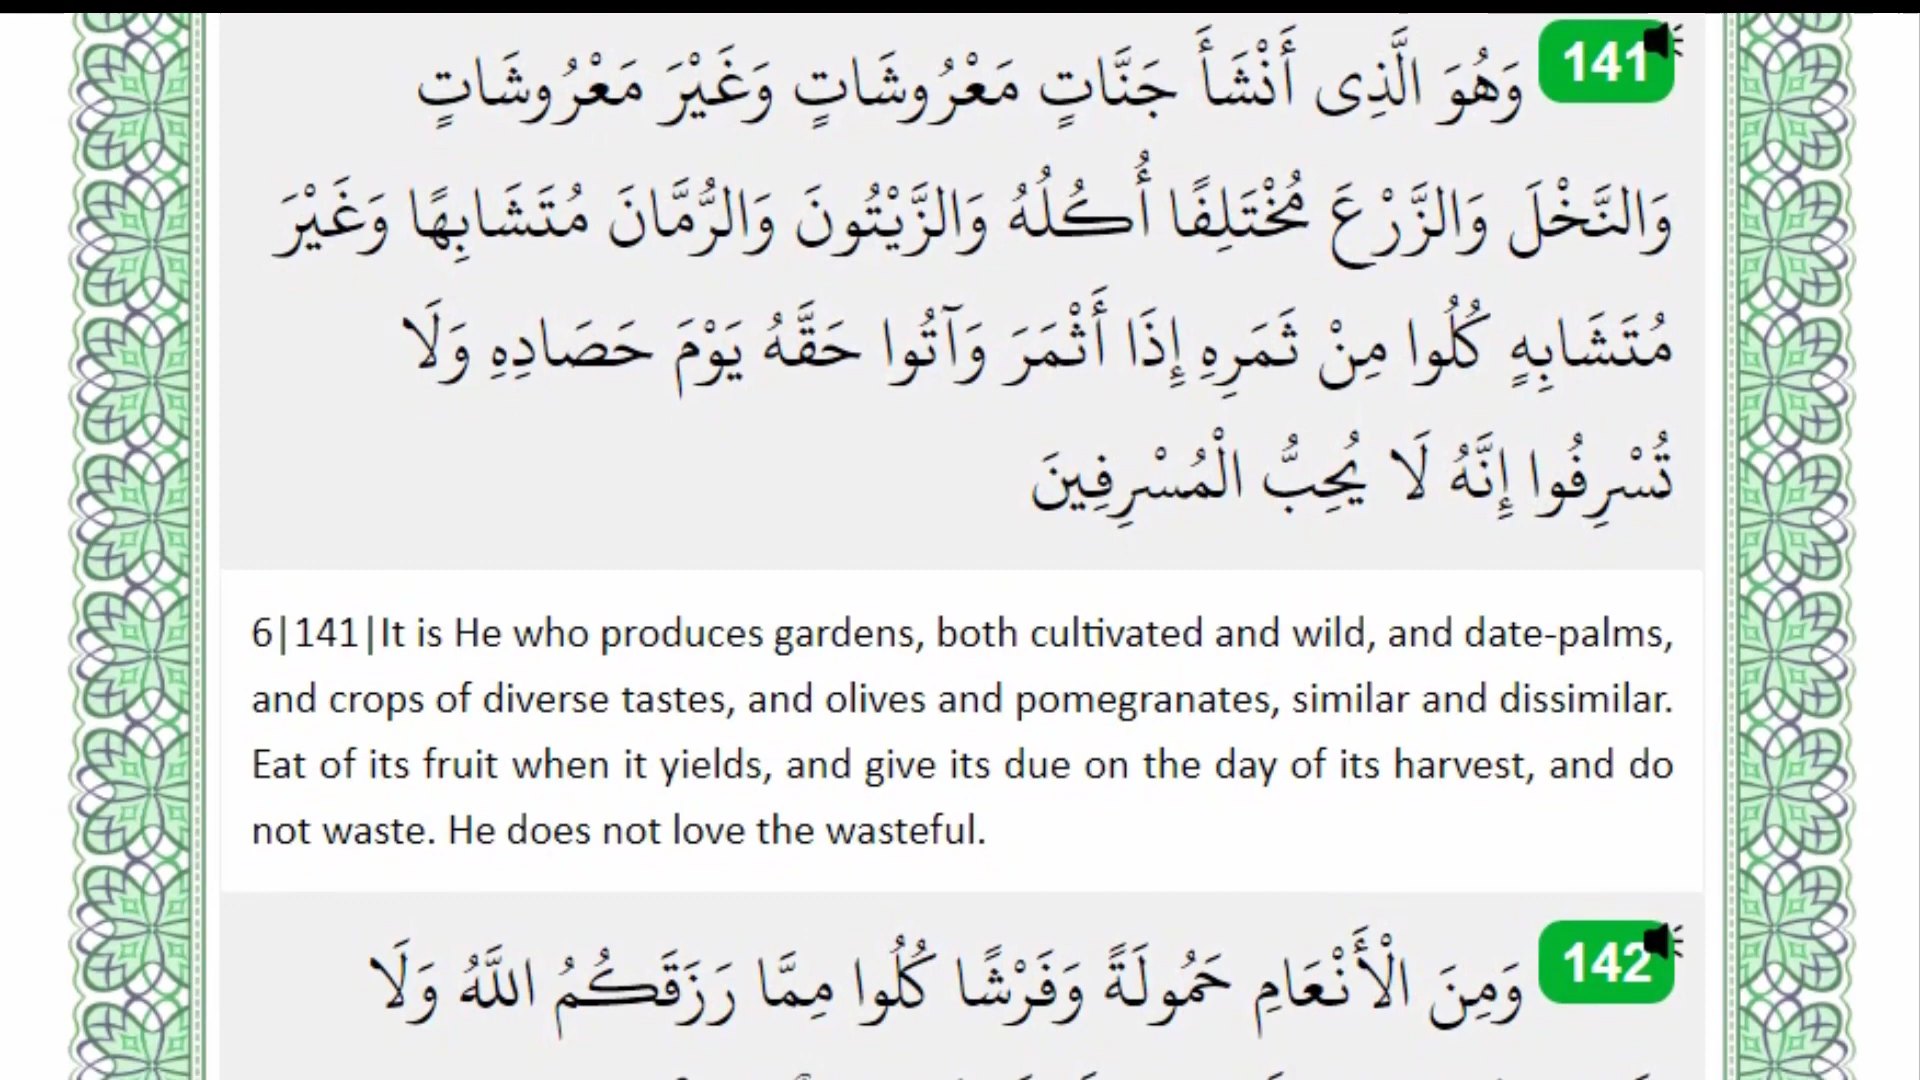 141 وَهُوَ الَّذِى أَنْشَأَ جَنَّاتٍ مَعْرُوشَاتٍ وَغَيْرَ مَعْرُوشَاتٍ
وَالنَّخْلَ وَالزَّرْعَ مُخْتَلِفًا أُكُلُهُ وَالزَّيْتُونَ وَالرُّمَّانَ مُتَشَابِهًا وَغَيْرَ
مُتَشَابِهٍ كُلُوا مِنْ ثَمَرِهِ إِذَا أَثْمَرَ وَآتُوا حَقَّهُ يَوْمَ حَصَادِهِ وَلَا
تُسْرِفُوا إِنَّهُ لَا يُحِبُّ الْمُسْرِفِينَ
6|141|It is He who produces gardens, both cultivated and wild, and date-palms,
and crops of diverse tastes, and olives and pomegranates, similar and dissimilar.
Eat of its fruit when it yields, and give its due on the day of its harvest, and do
not waste. He does not love the wasteful.
142 وَمِنَ الْأَنْعَامِ حَمُولَةً وَفَرْشًا كُلُوا مِمَّا رَزَقَكُمُ اللَّهُ وَلَا